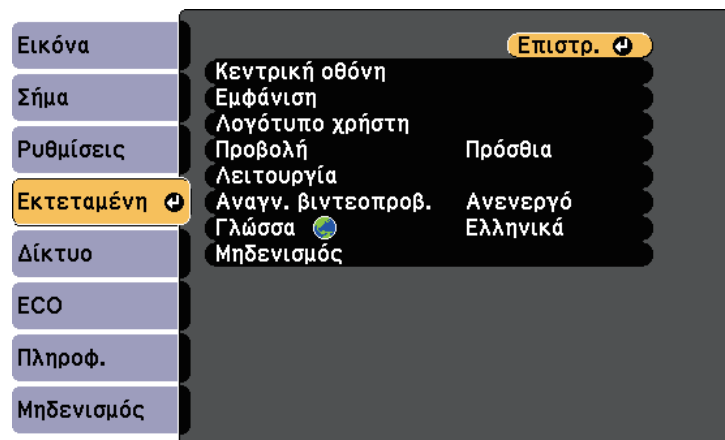 Εικόνα
Σήμα
Ρυθμίσεις
Εκτεταμένη
Δίκτυο
ECO
Πληροφ.
Μηδενισμός
Επιστρ.
Κεντρική οθόνη
Εμφάνιση
Λογότυπο χρήστη
Προβολή Πρόσθια
Λειτουργία
Αναγν. βιντεοπροβ. Ανενεργό
Γλώσσα Ελληνικά
Μηδενισμός